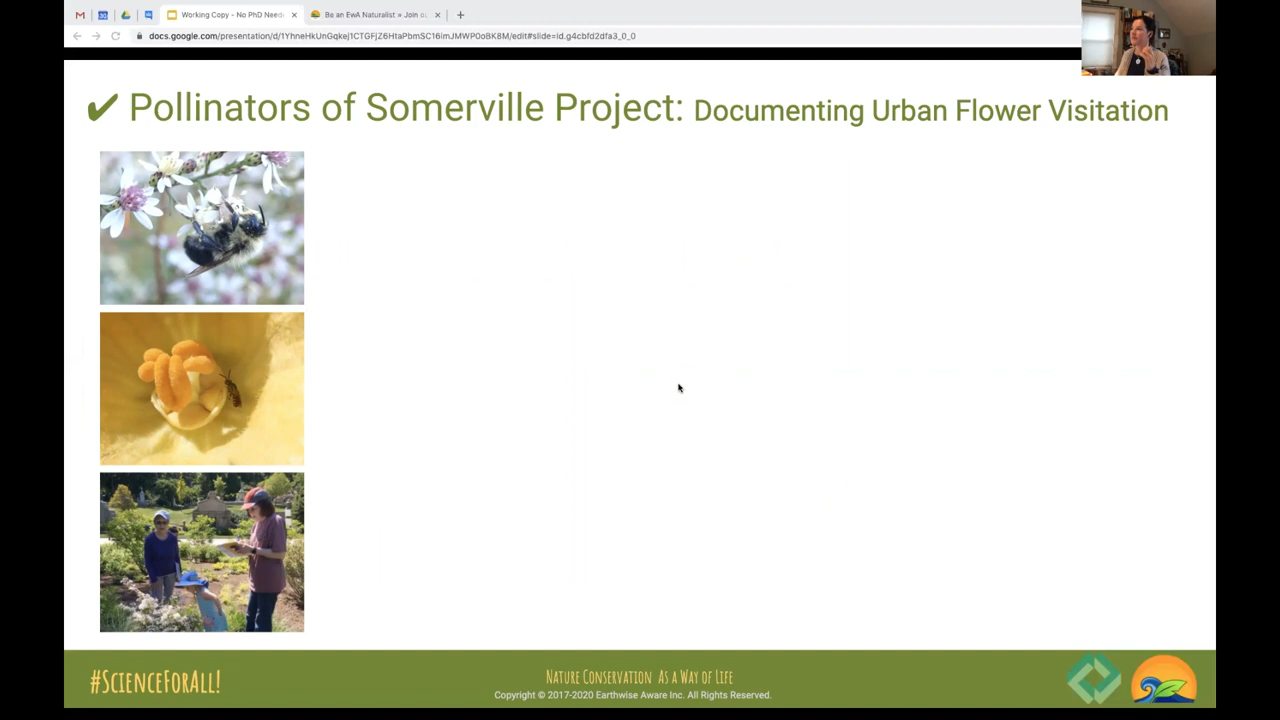 Working Copy - No PhD Need
Be an EwA Naturalist » Join o
docs.google.com/presentation/d/1YhneHkUnGqkej1CTGFjZ6HtaPbmSC16imJMWP0oBK8M/edit#slide=id.g4cbfd2dfa3_0_0
✔ Pollinators of Somerville Project: Documenting Urban Flower Visitation
#ScienceForAll!
Nature Conservation As a Way of Life
Copyright © 2017-2020 Earthwise Aware Inc. All Rights Reserved.